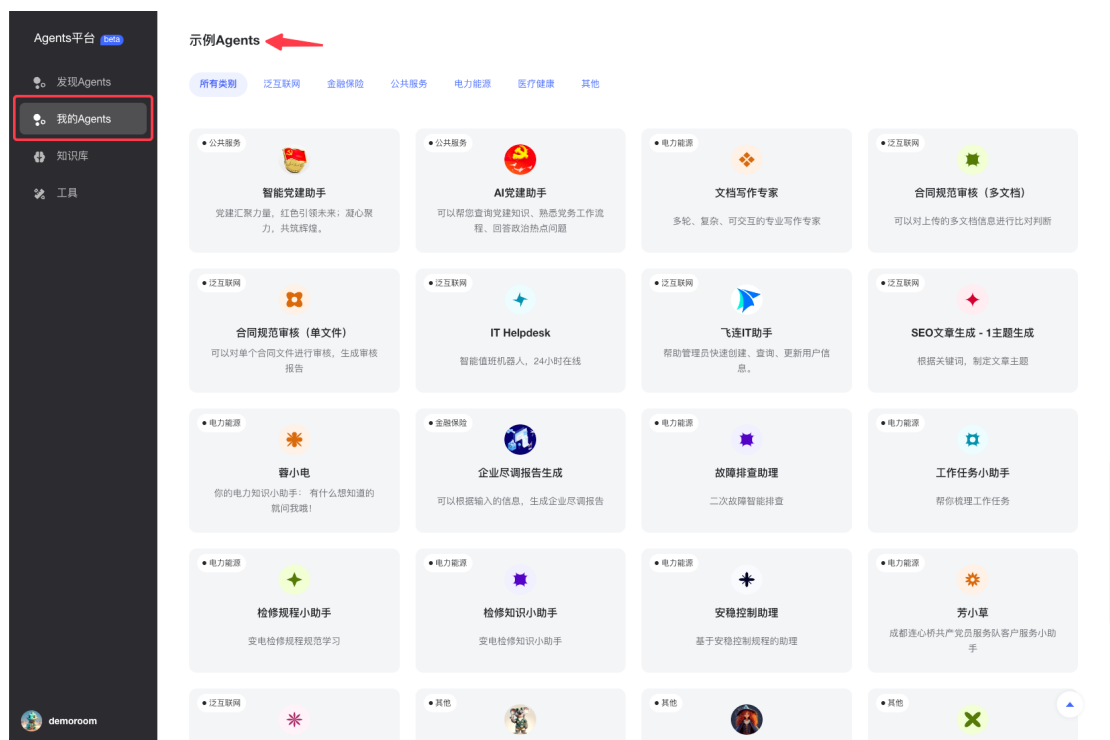 Agents平台 beta
发现Agents
我的Agents
知识库
工具
demoroom
示例Agents
所有类别 泛互联网 金融保险 公共服务 电力能源 医疗健康 其他
公共服务
智能党建助手
党建汇聚力量，红色引领未来；凝心聚
力，共筑辉煌。
公共服务
AI党建助手
可以帮您查询党建知识、熟悉党务工作流
程、回答政治热点问题
电力能源
文档写作专家
多轮、复杂、可交互的专业写作专家
泛互联网
合同规范审核（多文档）
可以对上传的多文档信息进行比对判断
泛互联网
合同规范审核（单文件）
可以对单个合同文件进行审核，生成审核
报告
泛互联网
IT Helpdesk
智能值班机器人，24小时在线
泛互联网
飞连IT助手
帮助管理员快速创建、查询、更新用户信
息。
泛互联网
SEO文章生成 - 1主题生成
根据关键词，制定文章主题
电力能源
蓉小电
你的电力知识小助手： 有什么想知道的
就问我哦!
金融保险
企业尽调报告生成
可以根据输入的信息，生成企业尽调报告
电力能源
故障排查助理
二次故障智能排查
电力能源
工作任务小助手
帮你梳理工作任务
电力能源
检修规程小助手
变电检修规程规范学习
电力能源
检修知识小助手
变电检修知识小助手
电力能源
安稳控制助理
基于安稳控制规程的助理
电力能源
芳小草
成都连心桥共产党员服务队客户服务小助
手
泛互联网
其他
其他
其他